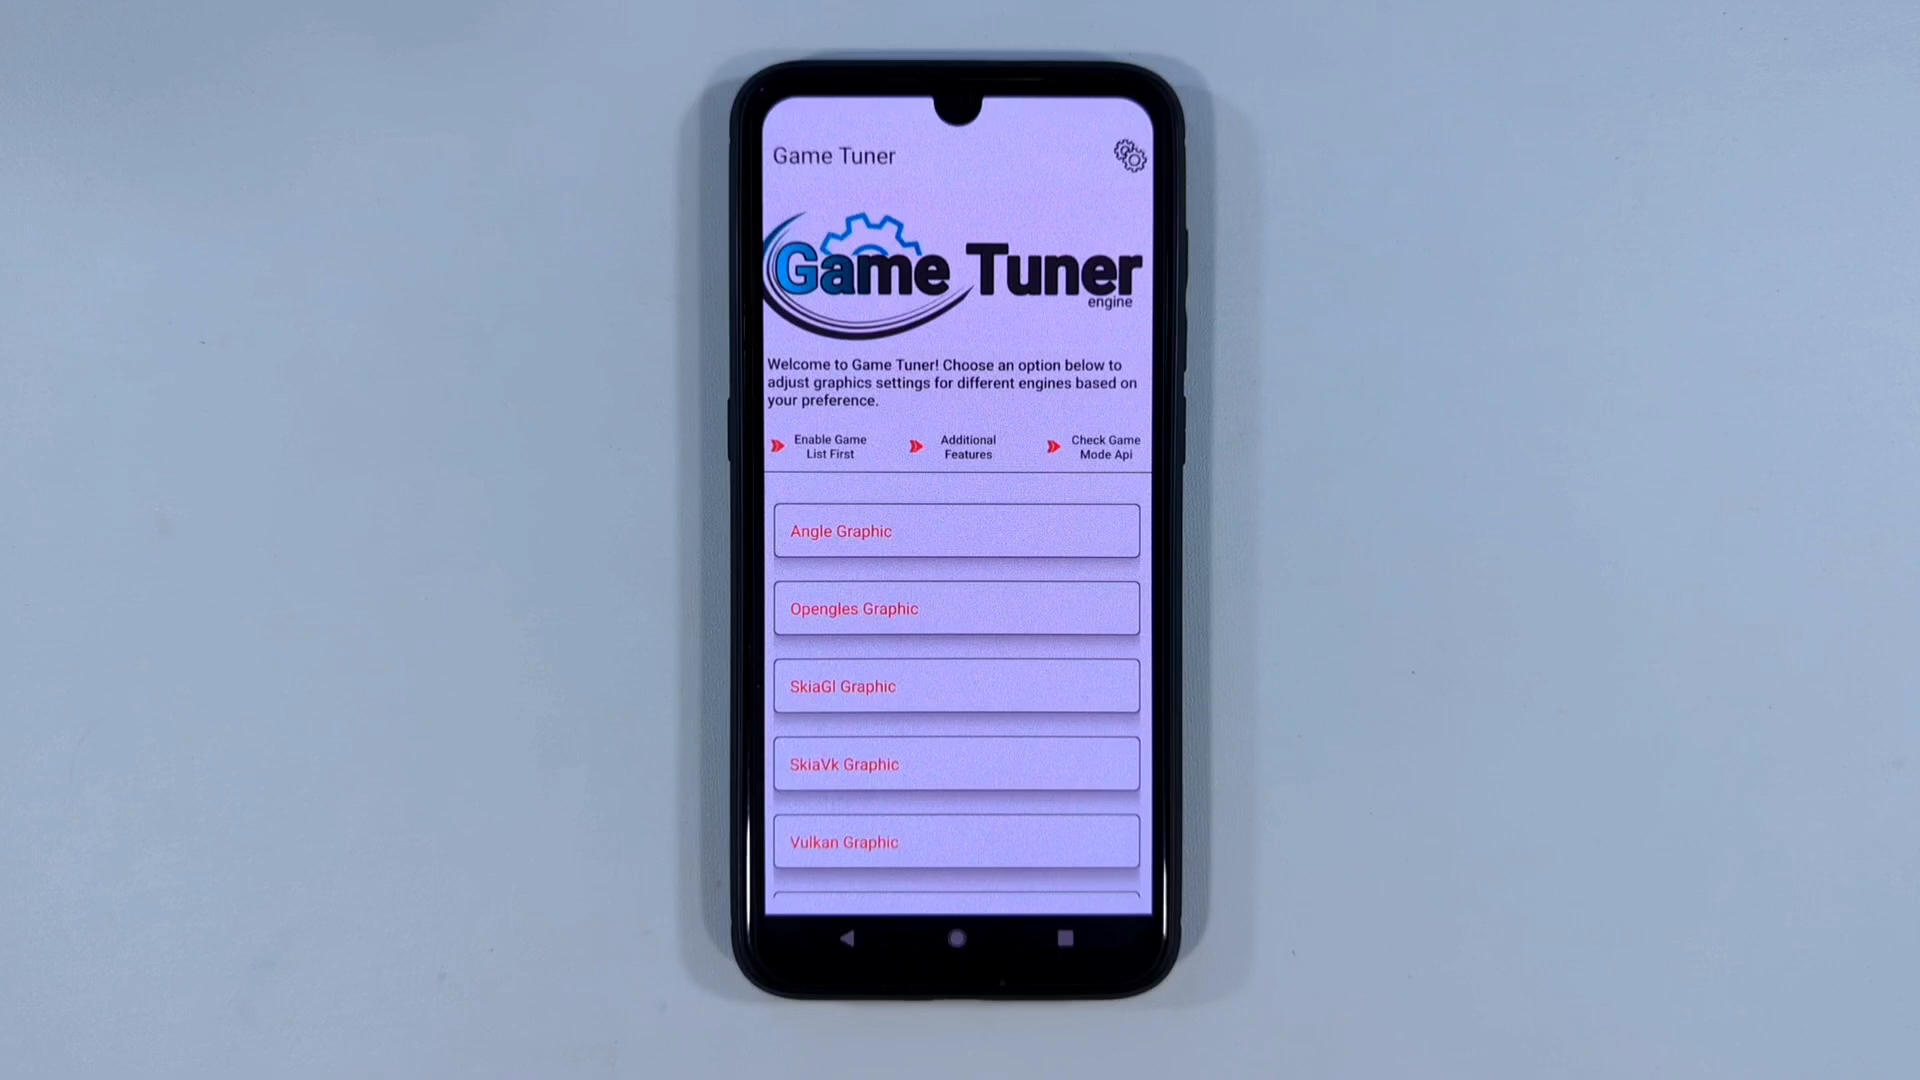 Game Tuner
Game Tuner
engine
Welcome to Game Tuner! Choose an option below to
adjust graphics settings for different engines based on
your preference.
Enable Game
List First
Additional
Features
Check Game
Mode Api
Angle Graphic
Opengles Graphic
SkiaGl Graphic
SkiaVk Graphic
Vulkan Graphic